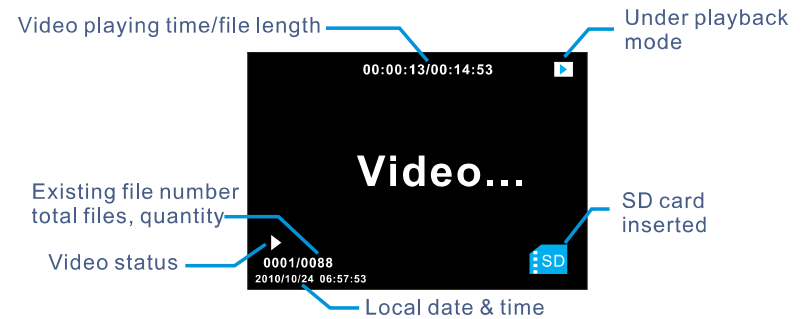 Video playing time/file length
Under playback
mode
00:00:13/00:14:53
Video...
Existing file number
total files, quantity
SD card
inserted
SD
Video status
0001/0088
2010/10/24 06:57:53
Local date & time